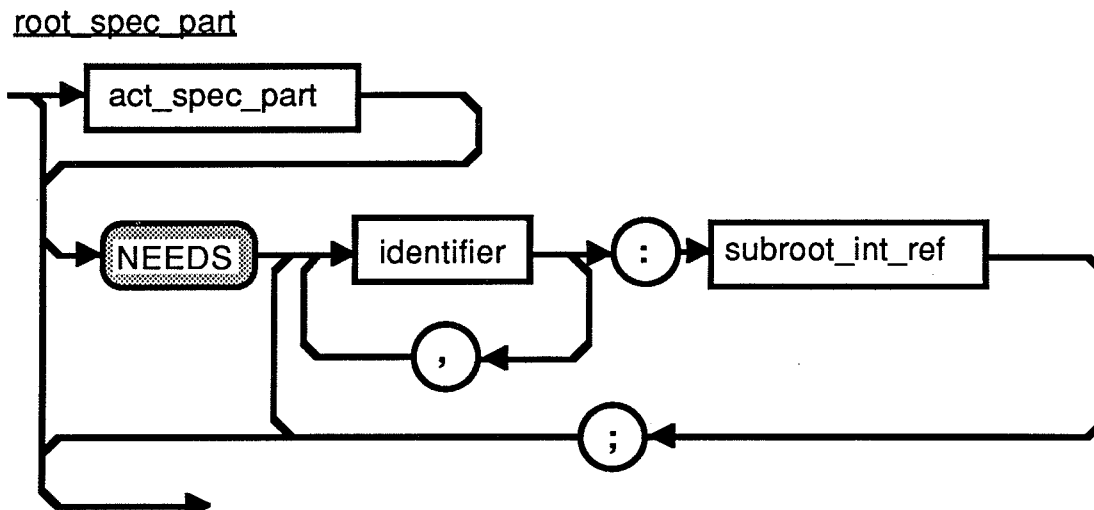 root_spec_part
act_spec_part
NEEDS identifier : subroot_int_ref
,
;